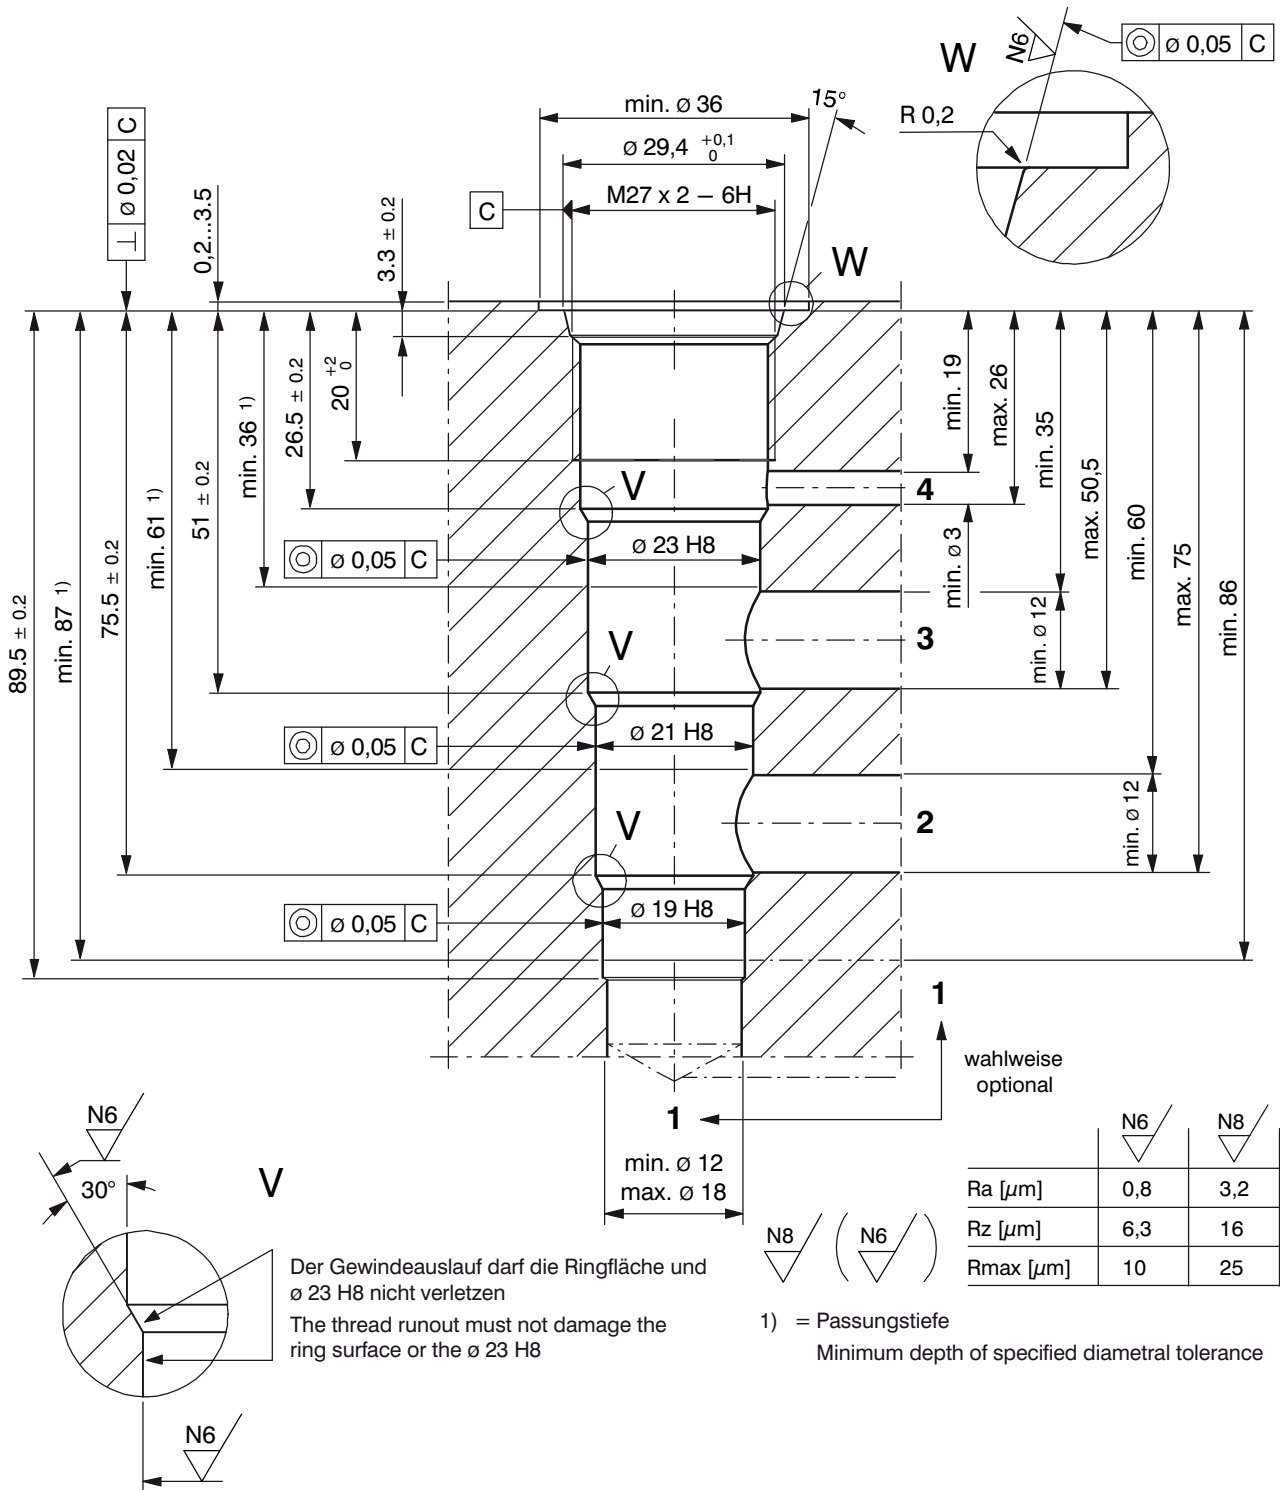 W
N6
ø 0,05 C
R 0,2
min. ø 36
15°
ø 29,4 +0,1 0
M27 x 2 – 6H
C
⊥ ø 0,02 C
0,2...3.5
3.3 ± 0.2
W
89.5 ± 0.2
min. 87 1)
75.5 ± 0.2
min. 61 1)
51 ± 0.2
min. 36 1)
26.5 ± 0.2
20 +2 0
min. 19
max. 26
min. 35
max. 50,5
min. 60
max. 75
min. 86
V
4
min. ø 3
ø 0,05 C
ø 23 H8
V
3
min. ø 12
ø 0,05 C
ø 21 H8
V
2
min. ø 12
ø 0,05 C
ø 19 H8
1
wahlweise
optional
1
min. ø 12
max. ø 18
N6
30°
V
Der Gewindeauslauf darf die Ringfläche und
ø 23 H8 nicht verletzen
The thread runout must not damage the
ring surface or the ø 23 H8
N6
N8 ( N6 )
N6 N8
Ra [µm] 0,8 3,2
Rz [µm] 6,3 16
Rmax [µm] 10 25
1) = Passungstiefe
Minimum depth of specified diametral tolerance